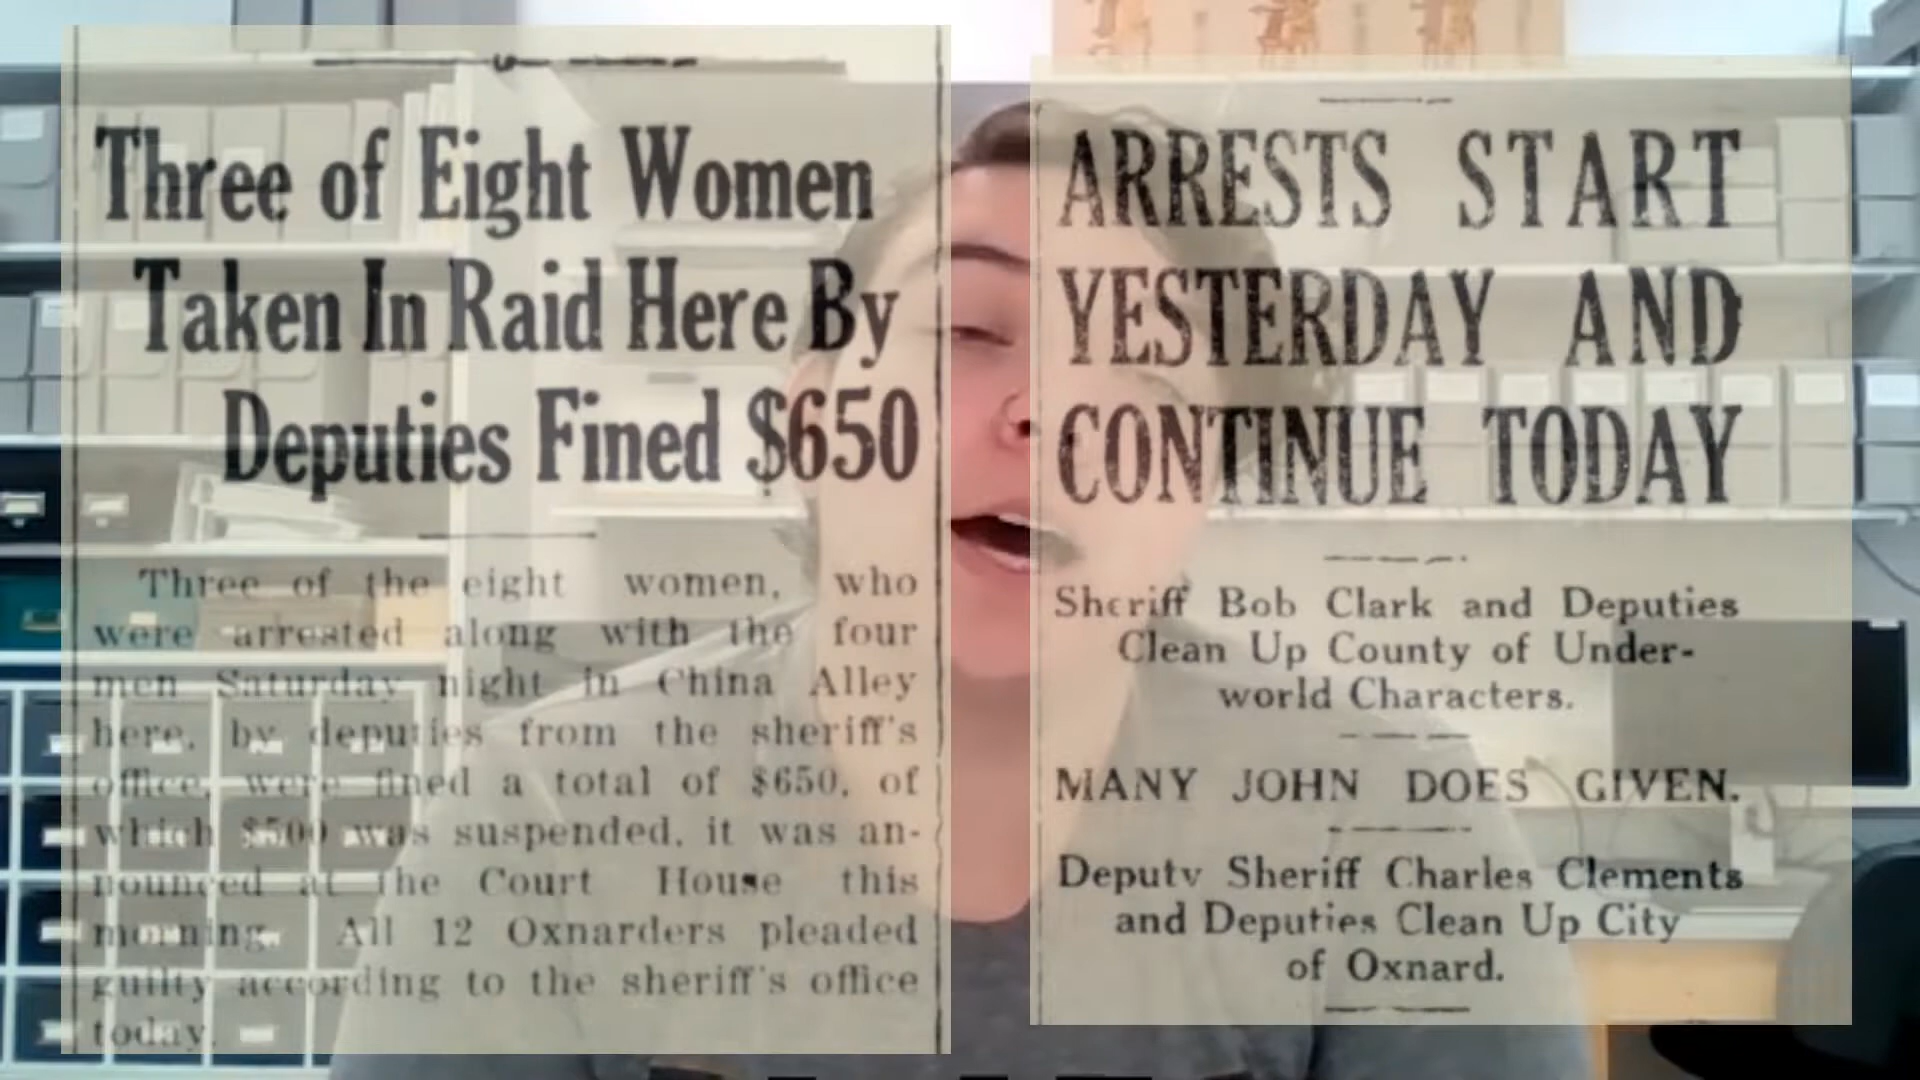 Three of Eight Women
Taken In Raid Here By
Deputies Fined $650
Three of the eight women, who
were arrested along with the four
men Saturday night in China Alley
here, by deputies from the sheriff's
office, were fined a total of $650, of
which $500 was suspended, it was an-
nounced at the Court House this
morning. All 12 Oxnarders pleaded
guilty according to the sheriff's office
today.
ARRESTS START
YESTERDAY AND
CONTINUE TODAY
Sheriff Bob Clark and Deputies
Clean Up County of Under-
world Characters.
MANY JOHN DOES GIVEN.
Deputy Sheriff Charles Clements
and Deputies Clean Up City
of Oxnard.